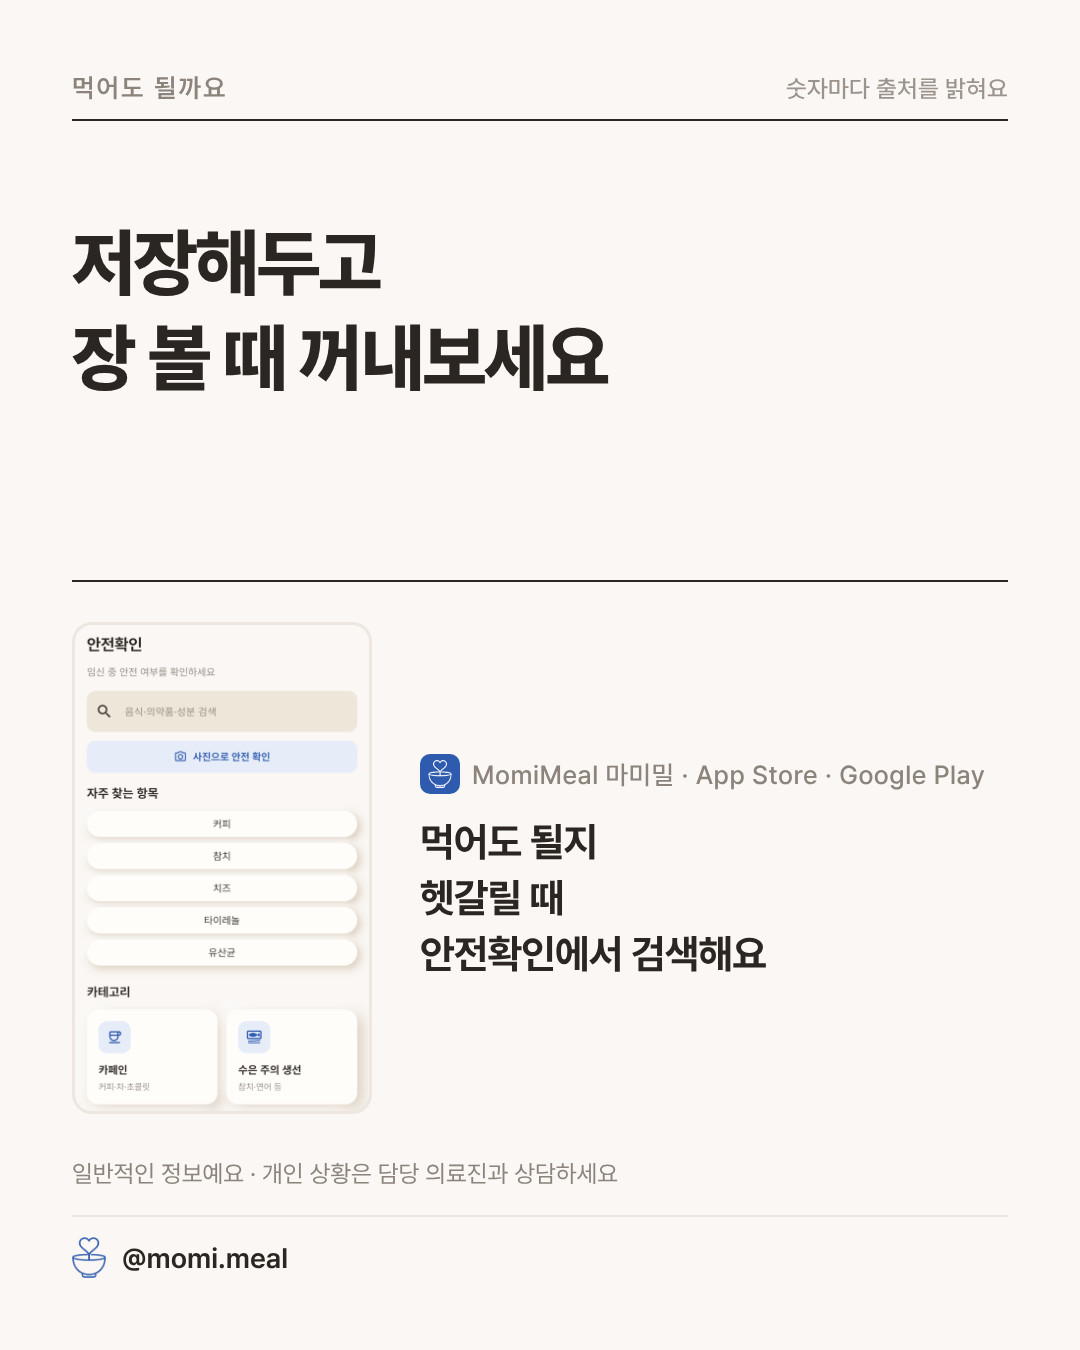 먹어도 될까요
숫자마다 출처를 밝혀요
저장해두고
장 볼 때 꺼내보세요
안전확인
임신 중 안전 여부를 확인하세요
음식·의약품·성분 검색
사진으로 안전 확인
자주 찾는 항목
커피
참치
치즈
타이레놀
유산균
카테고리
카페인
커피·차·초콜릿
수은 주의 생선
참치·연어 등
MomiMeal 마미밀 · App Store · Google Play
먹어도 될지
헷갈릴 때
안전확인에서 검색해요
일반적인 정보예요 · 개인 상황은 담당 의료진과 상담하세요
@momi.meal